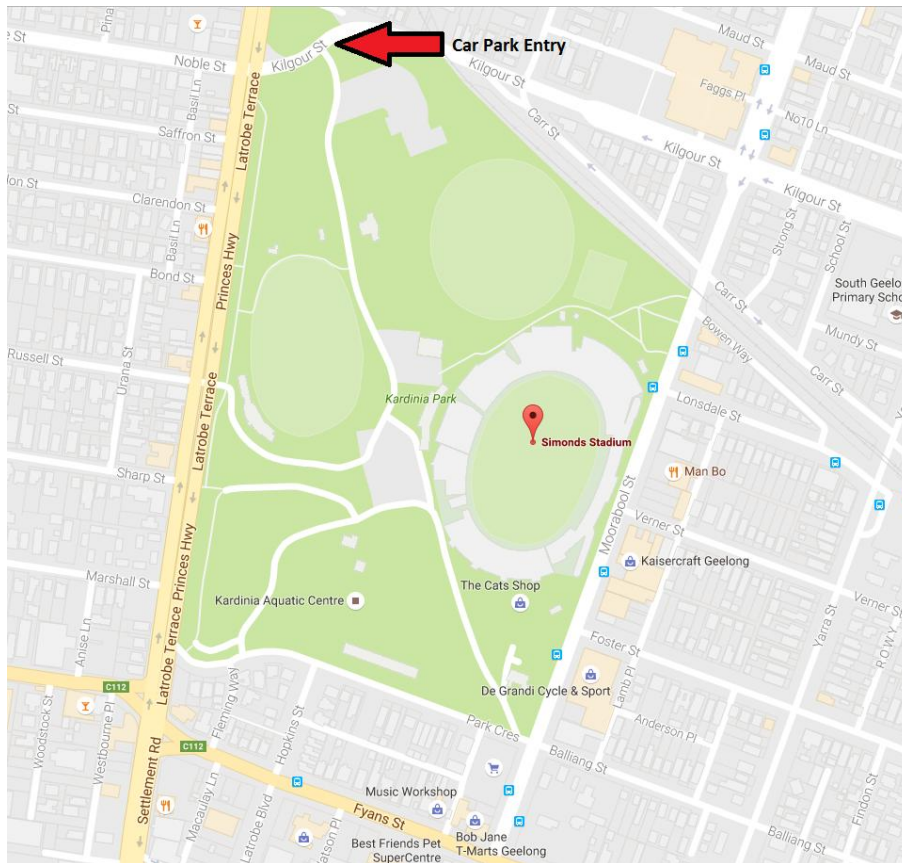 Car Park Entry
Kilgour St
Noble St
Basil Ln
Saffron St
Latrobe Terrace
Clarendon St
Basil Ln
Bond St
Princes Hwy
Russell St
Urana St
Latrobe Terrace
Sharp St
Princes Hwy
Marshall St
Anise Ln
Latrobe Terrace
C112
Woodstock St
Westbourne Pl
Settlement Rd
Maud St
Maud St
Faggs Pl
No10 Ln
Kilgour St
Carr St
Kilgour St
Kilgour St
Strong St
School St
South Geelo
Primary Scho
Mundy St
Carr St
Bowen Way
Carr St
Lonsdale St
Kardinia Park
Simonds Stadium
Man Bo
Moorabool St
Verner St
Kaisercraft Geelong
The Cats Shop
Verner St
Yarra St
R.O.W.Y
Foster St
Lamb Pl
De Grandi Cycle & Sport
Anderson Pl
Kardinia Aquatic Centre
Park Cres
Balliang St
Findon St
Balliang St
Fleming Way
Hopkins St
C112
Macaulay Ln
Latrobe Blvd
Fyans St
Music Workshop
Bob Jane
T-Marts Geelong
Best Friends Pet
SuperCentre